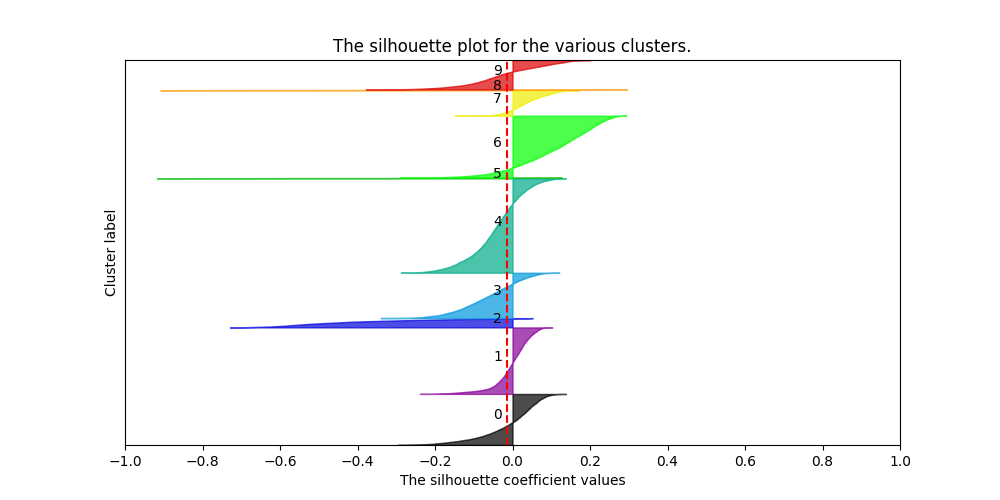 The silhouette plot for the various clusters.
9
8
7
6
5
4
3
2
1
0
Cluster label
−1.0 −0.8 −0.6 −0.4 −0.2 0.0 0.2 0.4 0.6 0.8 1.0
The silhouette coefficient values